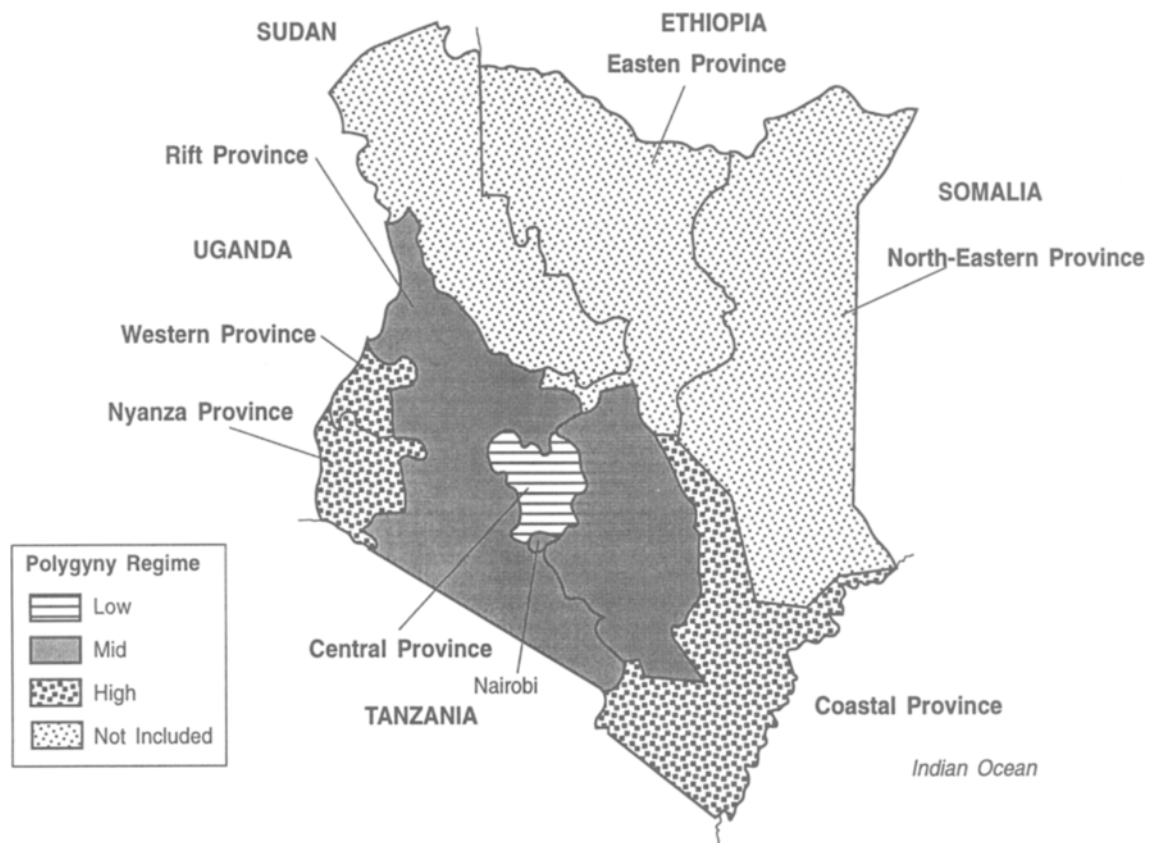 SUDAN
ETHIOPIA
Easten Province
Rift Province
SOMALIA
UGANDA
North-Eastern Province
Western Province
Nyanza Province
Polygyny Regime
Low
Mid
High
Not Included
Central Province
Nairobi
TANZANIA
Coastal Province
Indian Ocean